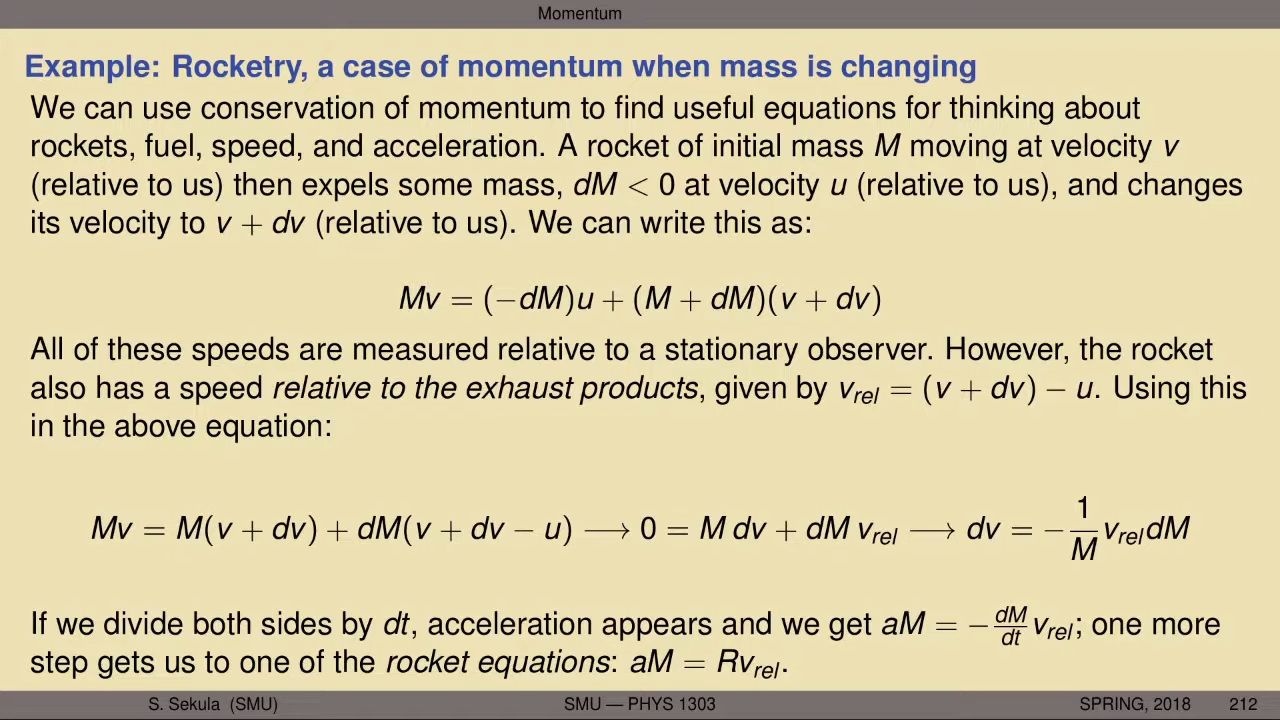 Momentum
Example: Rocketry, a case of momentum when mass is changing
We can use conservation of momentum to find useful equations for thinking about
rockets, fuel, speed, and acceleration. A rocket of initial mass M moving at velocity v
(relative to us) then expels some mass, dM < 0 at velocity u (relative to us), and changes
its velocity to v + dv (relative to us). We can write this as:
Mv = (−dM)u + (M + dM)(v + dv)
All of these speeds are measured relative to a stationary observer. However, the rocket
also has a speed relative to the exhaust products, given by v_rel = (v + dv) − u. Using this
in the above equation:
Mv = M(v + dv) + dM(v + dv − u) ⟶ 0 = M dv + dM v_rel ⟶ dv = −\frac{1}{M} v_rel dM
If we divide both sides by dt, acceleration appears and we get aM = −\frac{dM}{dt} v_rel; one more
step gets us to one of the rocket equations: aM = Rv_rel.
S. Sekula (SMU) SMU — PHYS 1303 SPRING, 2018 212